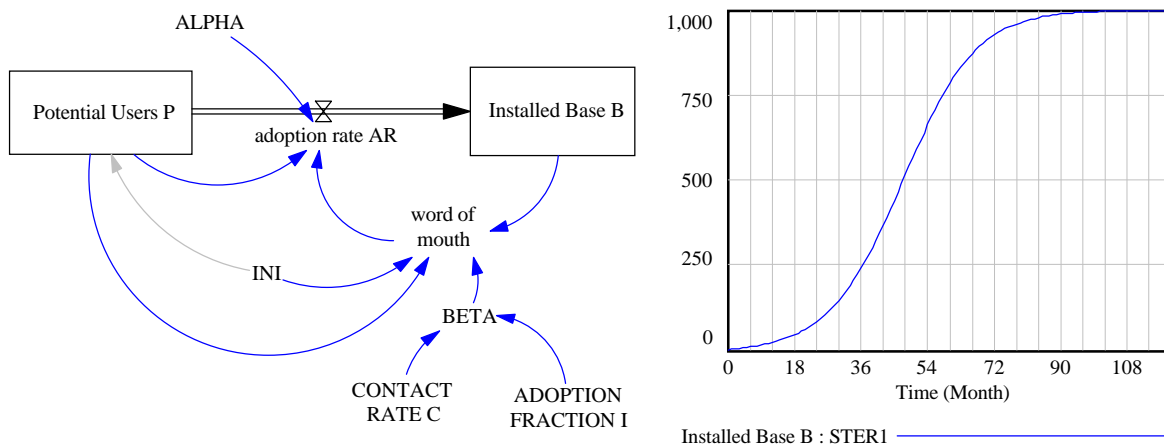 ALPHA
Potential Users P
Installed Base B
adoption rate AR
word of
mouth
INI
BETA
CONTACT
RATE C
ADOPTION
FRACTION I
1,000
750
500
250
0
0 18 36 54 72 90 108
Time (Month)
Installed Base B : STER1